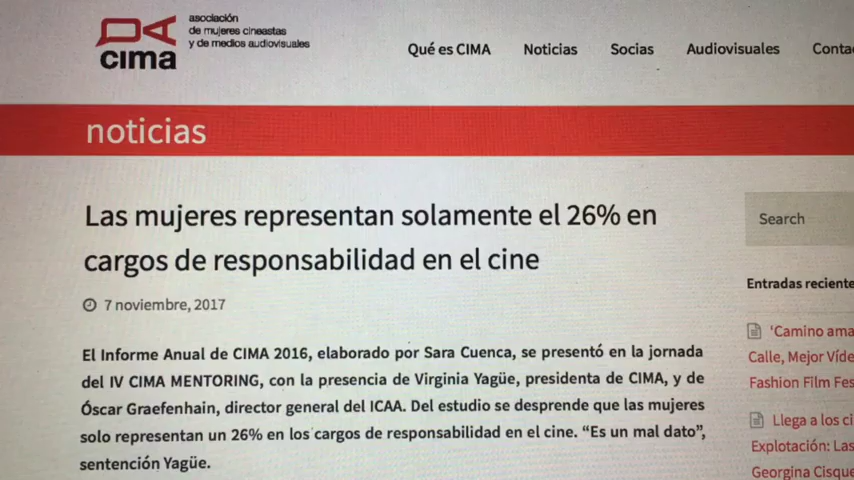 asociación
de mujeres cineastas
y de medios audiovisuales
cima
Qué es CIMA
Noticias
Socias
Audiovisuales
Conta
noticias
Las mujeres representan solamente el 26% en
cargos de responsabilidad en el cine
7 noviembre, 2017
El Informe Anual de CIMA 2016, elaborado por Sara Cuenca, se presentó en la jornada
del IV CIMA MENTORING, con la presencia de Virginia Yagüe, presidenta de CIMA, y de
Óscar Graefenhain, director general del ICAA. Del estudio se desprende que las mujeres
solo representan un 26% en los cargos de responsabilidad en el cine. “Es un mal dato”,
sentención Yagüe.
Search
Entradas reciente
'Camino ama
Calle, Mejor Víde
Fashion Film Fes
Llega a los ci
Explotación: Las
Georgina Cisque